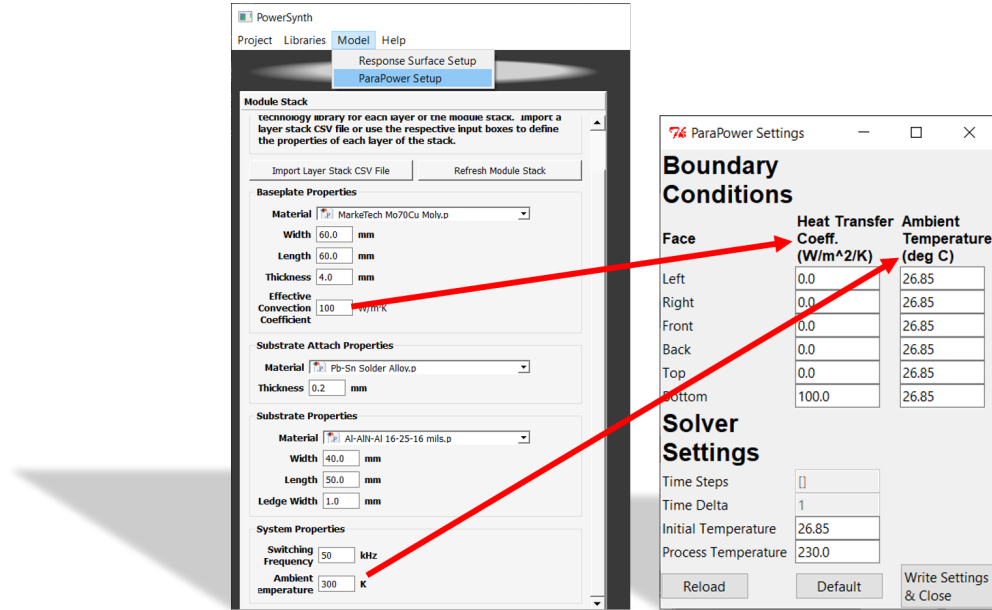 PowerSynth
Project Libraries Model Help
Response Surface Setup
ParaPower Setup
Module Stack
technology library for each layer of the module stack. Import a
layer stack CSV file or use the respective input boxes to define
the properties of each layer of the stack.
Import Layer Stack CSV File Refresh Module Stack
Baseplate Properties
Material MarkeTech Mo70Cu Moly.p
Width 60.0 mm
Length 60.0 mm
Thickness 4.0 mm
Effective
Convection
Coefficient
100 W/m²K
Substrate Attach Properties
Material Pb-Sn Solder Alloy.p
Thickness 0.2 mm
Substrate Properties
Material Al-AlN-Al 16-25-16 mils.p
Width 40.0 mm
Length 50.0 mm
Ledge Width 1.0 mm
System Properties
Switching
Frequency
50 kHz
Ambient
emperature
300 K
ParaPower Settings
Boundary
Conditions
Face
Heat Transfer
Coeff.
(W/m^2/K)
Ambient
Temperature
(deg C)
Left 0.0 26.85
Right 0.0 26.85
Front 0.0 26.85
Back 0.0 26.85
Top 0.0 26.85
Bottom 100.0 26.85
Solver
Settings
Time Steps []
Time Delta 1
Initial Temperature 26.85
Process Temperature 230.0
Reload Default
Write Settings
& Close